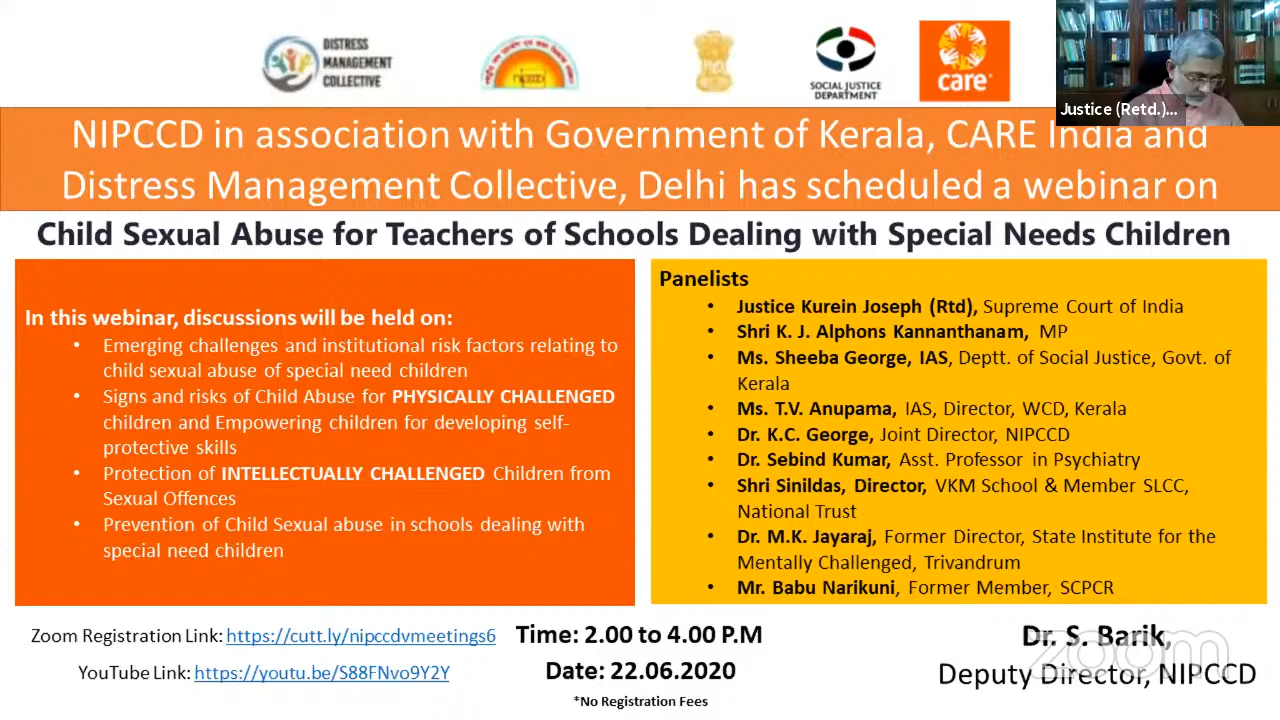 DISTRESS
MANAGEMENT
COLLECTIVE
SOCIAL JUSTICE
DEPARTMENT
care
Justice (Retd.)...
NIPCCD in association with Government of Kerala, CARE India and
Distress Management Collective, Delhi has scheduled a webinar on
Child Sexual Abuse for Teachers of Schools Dealing with Special Needs Children
In this webinar, discussions will be held on:
• Emerging challenges and institutional risk factors relating to
child sexual abuse of special need children
• Signs and risks of Child Abuse for PHYSICALLY CHALLENGED
children and Empowering children for developing self-
protective skills
• Protection of INTELLECTUALLY CHALLENGED Children from
Sexual Offences
• Prevention of Child Sexual abuse in schools dealing with
special need children
Panelists
• Justice Kurein Joseph (Rtd), Supreme Court of India
• Shri K. J. Alphons Kannanthanam, MP
• Ms. Sheeba George, IAS, Deptt. of Social Justice, Govt. of
Kerala
• Ms. T.V. Anupama, IAS, Director, WCD, Kerala
• Dr. K.C. George, Joint Director, NIPCCD
• Dr. Sebind Kumar, Asst. Professor in Psychiatry
• Shri Sinildas, Director, VKM School & Member SLCC,
National Trust
• Dr. M.K. Jayaraj, Former Director, State Institute for the
Mentally Challenged, Trivandrum
• Mr. Babu Narikuni, Former Member, SCPCR
Zoom Registration Link: https://cutt.ly/nipccdvmeetings6
YouTube Link: https://youtu.be/S88FNvo9Y2Y
Time: 2.00 to 4.00 P.M
Date: 22.06.2020
*No Registration Fees
Dr. S. Barik,
Deputy Director, NIPCCD
zoom